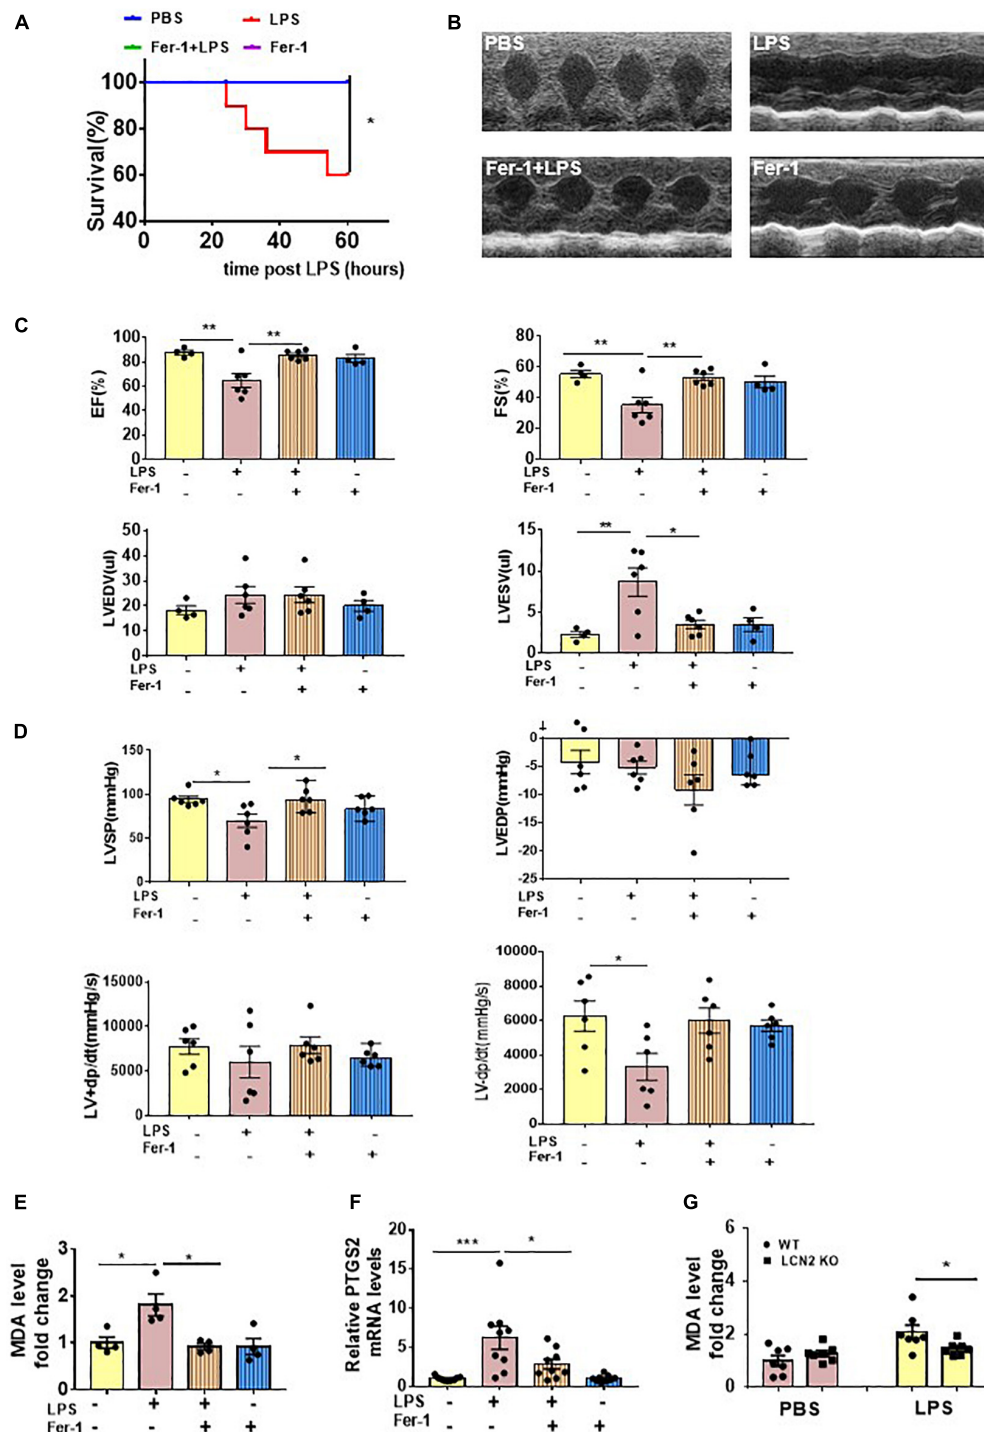 A
PBS LPS
Fer-1+LPS Fer-1
Survival(%)
100
80
60
40
0 20 40 60
time post LPS (hours)
*
B
PBS
LPS
Fer-1+LPS
Fer-1
C
EF(%)
100
80
60
40
20
0
** **
LPS - + + -
Fer-1 - - + +
FS(%)
80
60
40
20
0
** **
LPS - + + -
Fer-1 - - + +
LVEDV(ul)
50
40
30
20
10
0
LPS - + + -
Fer-1 - - + +
LVESV(ul)
15
10
5
0
** *
LPS - + + -
Fer-1 - - + +
D
LVSP(mmHg)
150
100
50
0
* *
LPS - + + -
Fer-1 - - + +
LVEDP(mmHg)
0
-5
-10
-15
-20
-25
LPS - + + -
Fer-1 - - + +
LV+dp/dt(mmHg/s)
15000
10000
5000
0
LPS - + + -
Fer-1 - - + +
LV-dp/dt(mmHg/s)
10000
8000
6000
4000
2000
0
*
LPS - + + -
Fer-1 - - + +
E
MDA level
fold change
3
2
1
0
* *
LPS - + + -
Fer-1 - - + +
F
Relative PTGS2
mRNA levels
20
15
10
5
0
*** *
LPS - + + -
Fer-1 - - + +
G
MDA level
fold change
6
4
2
0
WT
LCN2 KO
*
PBS LPS